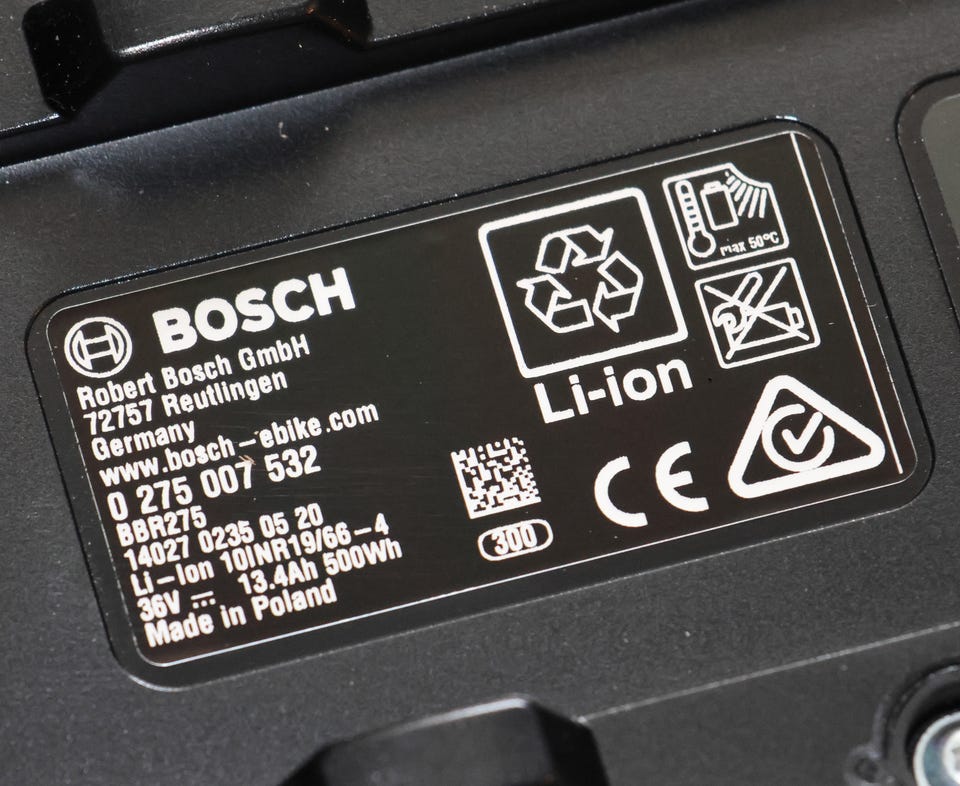 BOSCH
Robert Bosch GmbH
72757 Reutlingen
Germany
www.bosch-ebike.com
0 275 007 532
BBR275
14027 0235 05 20
Li-Ion 10INR19/66-4
36V 13.4Ah 500Wh
Made in Poland
max 50°C
Li-ion
CE
300